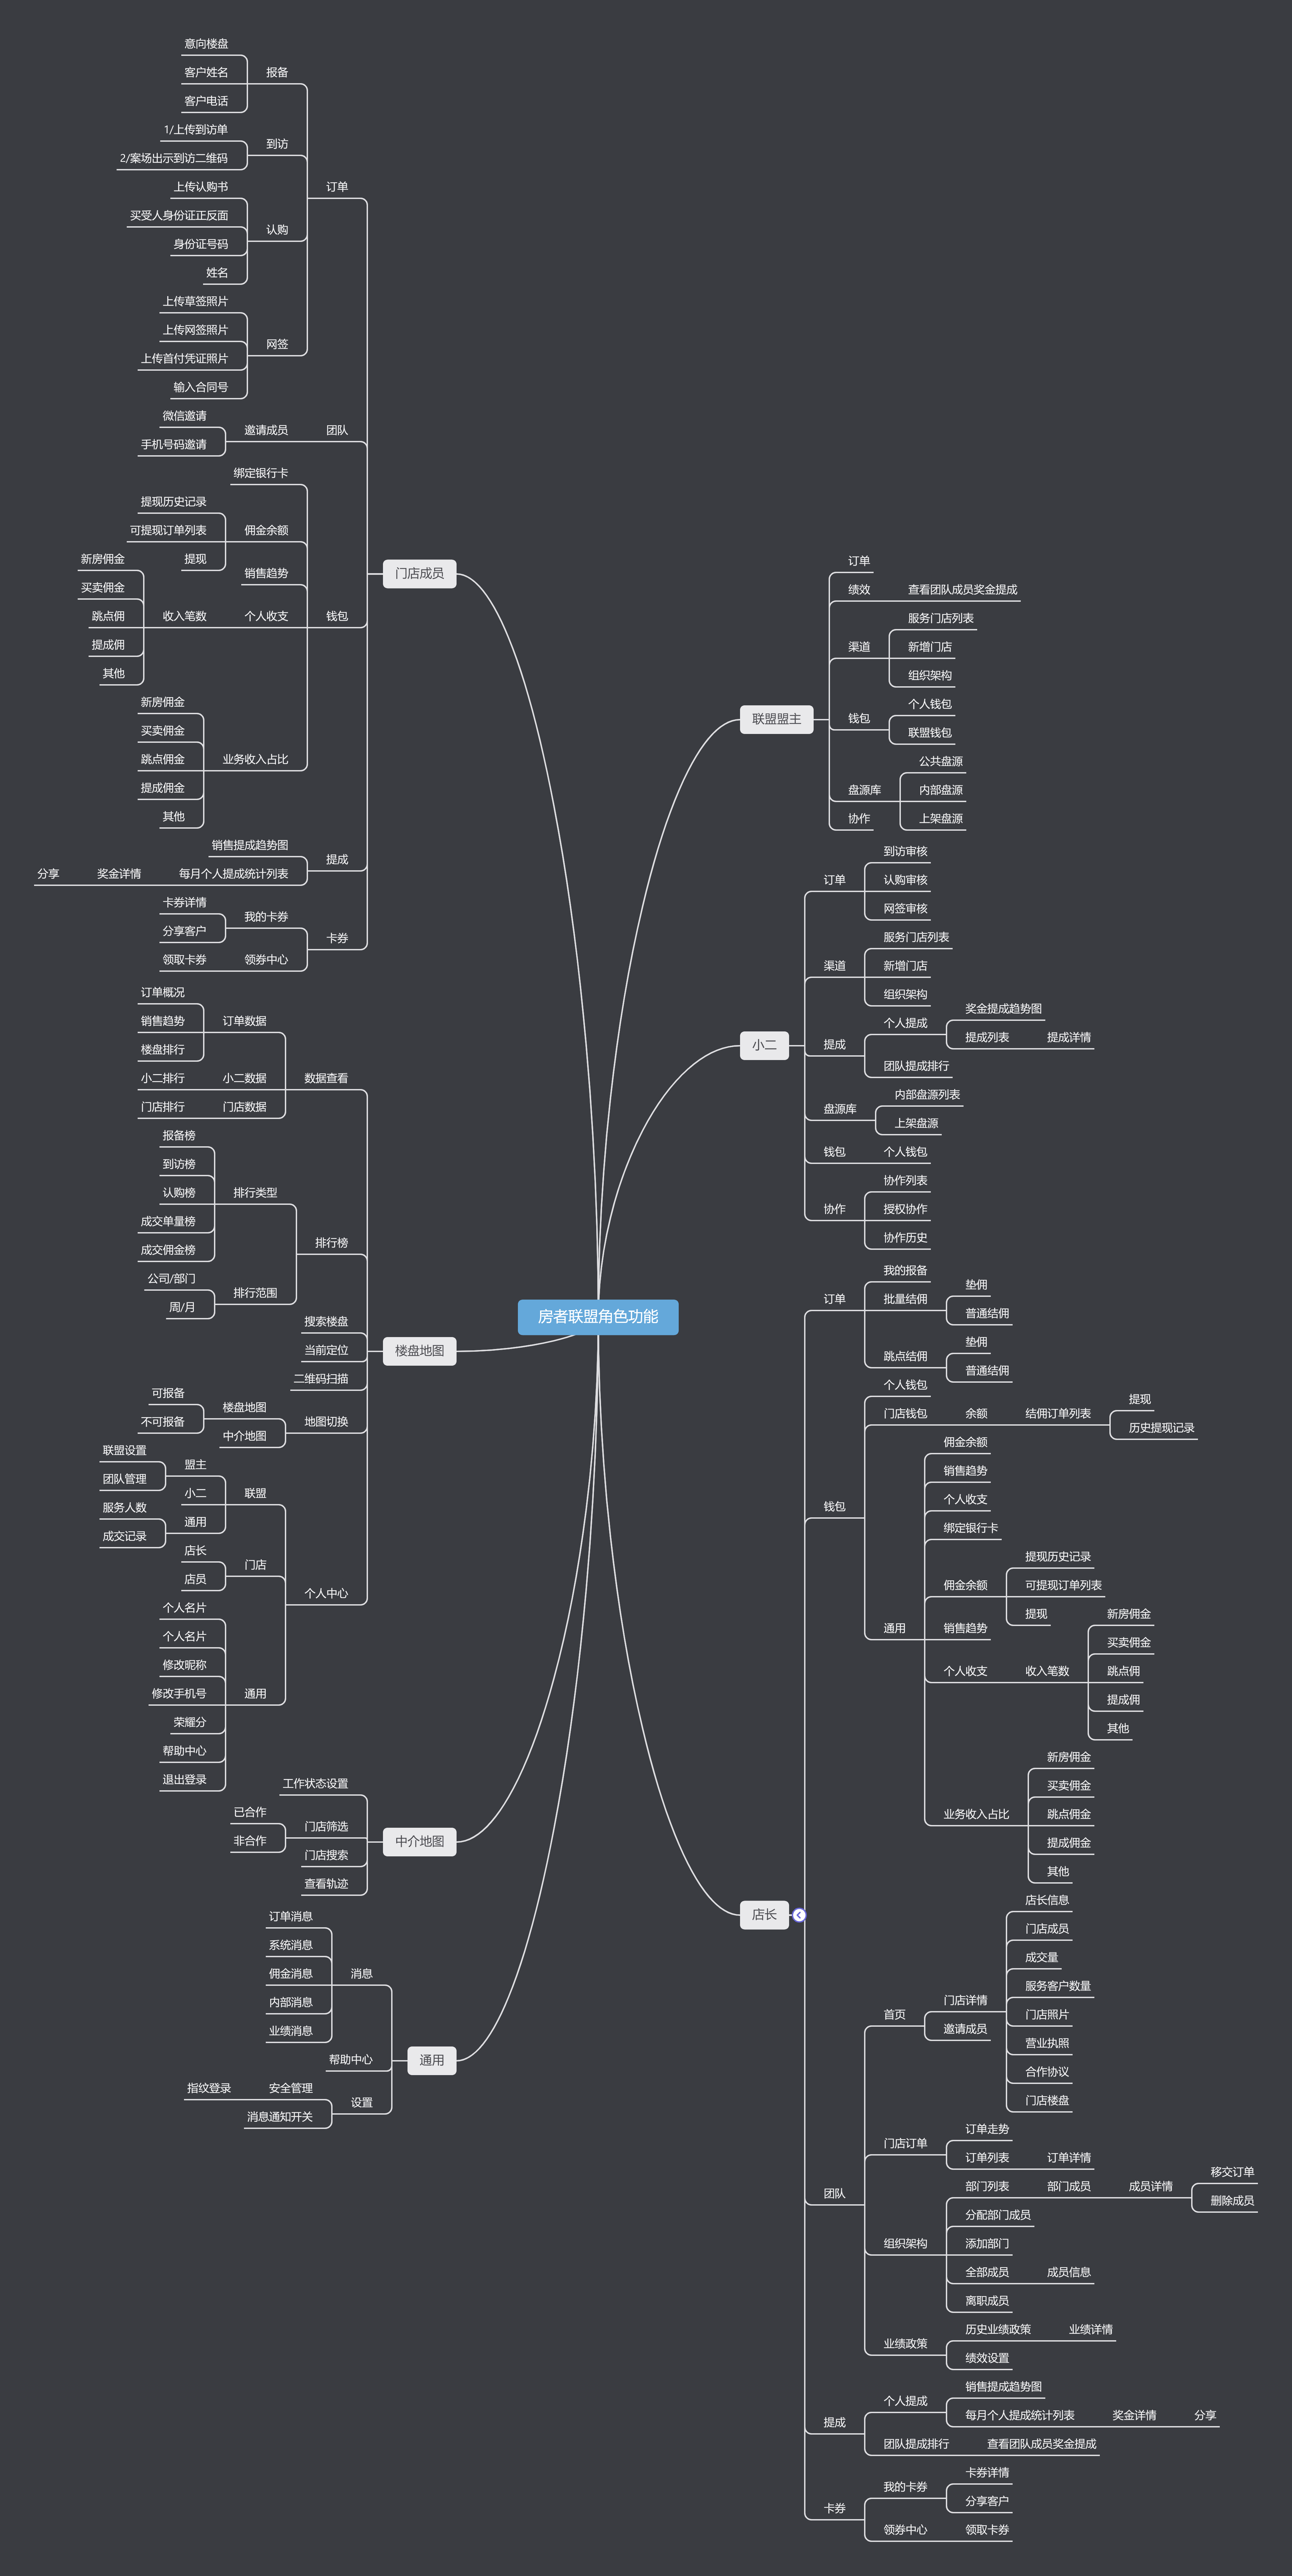 房者联盟角色功能
门店成员
订单
报备
意向楼盘
客户姓名
客户电话
到访
1/上传到访单
2/案场出示到访二维码
认购
上传认购书
买受人身份证正反面
身份证号码
姓名
网签
上传草签照片
上传网签照片
上传首付凭证照片
输入合同号
团队
邀请成员
微信邀请
手机号码邀请
钱包
绑定银行卡
佣金余额
提现历史记录
可提现订单列表
提现
销售趋势
个人收支
收入笔数
新房佣金
买卖佣金
跳点佣
提成佣
其他
业务收入占比
新房佣金
买卖佣金
跳点佣金
提成佣金
其他
提成
销售提成趋势图
每月个人提成统计列表
奖金详情
分享
卡券
我的卡券
卡券详情
分享客户
领券中心
领取卡券
楼盘地图
数据查看
订单数据
订单概况
销售趋势
楼盘排行
小二数据
小二排行
门店数据
门店排行
排行榜
排行类型
报备榜
到访榜
认购榜
成交单量榜
成交佣金榜
排行范围
公司/部门
周/月
搜索楼盘
当前定位
二维码扫描
地图切换
楼盘地图
可报备
不可报备
中介地图
个人中心
联盟
盟主
联盟设置
团队管理
小二
通用
服务人数
成交记录
门店
店长
店员
通用
个人名片
个人名片
修改昵称
修改手机号
荣耀分
帮助中心
退出登录
中介地图
工作状态设置
门店筛选
已合作
非合作
门店搜索
查看轨迹
通用
消息
订单消息
系统消息
佣金消息
内部消息
业绩消息
帮助中心
设置
安全管理
指纹登录
消息通知开关
联盟盟主
订单
绩效
查看团队成员奖金提成
渠道
服务门店列表
新增门店
组织架构
钱包
个人钱包
联盟钱包
盘源库
公共盘源
内部盘源
上架盘源
协作
小二
订单
到访审核
认购审核
网签审核
渠道
服务门店列表
新增门店
组织架构
提成
个人提成
奖金提成趋势图
提成列表
提成详情
团队提成排行
盘源库
内部盘源列表
上架盘源
钱包
个人钱包
协作
协作列表
授权协作
协作历史
店长
订单
我的报备
批量结佣
垫佣
普通结佣
跳点结佣
垫佣
普通结佣
钱包
个人钱包
门店钱包
余额
结佣订单列表
提现
历史提现记录
通用
佣金余额
销售趋势
个人收支
绑定银行卡
佣金余额
提现历史记录
可提现订单列表
提现
销售趋势
个人收支
收入笔数
新房佣金
买卖佣金
跳点佣
提成佣
其他
业务收入占比
新房佣金
买卖佣金
跳点佣金
提成佣金
其他
团队
首页
门店详情
店长信息
门店成员
成交量
服务客户数量
门店照片
营业执照
合作协议
门店楼盘
邀请成员
门店订单
订单走势
订单列表
订单详情
组织架构
部门列表
部门成员
成员详情
移交订单
删除成员
分配部门成员
添加部门
全部成员
成员信息
离职成员
业绩政策
历史业绩政策
业绩详情
绩效设置
提成
个人提成
销售提成趋势图
每月个人提成统计列表
奖金详情
分享
团队提成排行
查看团队成员奖金提成
卡券
我的卡券
卡券详情
分享客户
领券中心
领取卡券